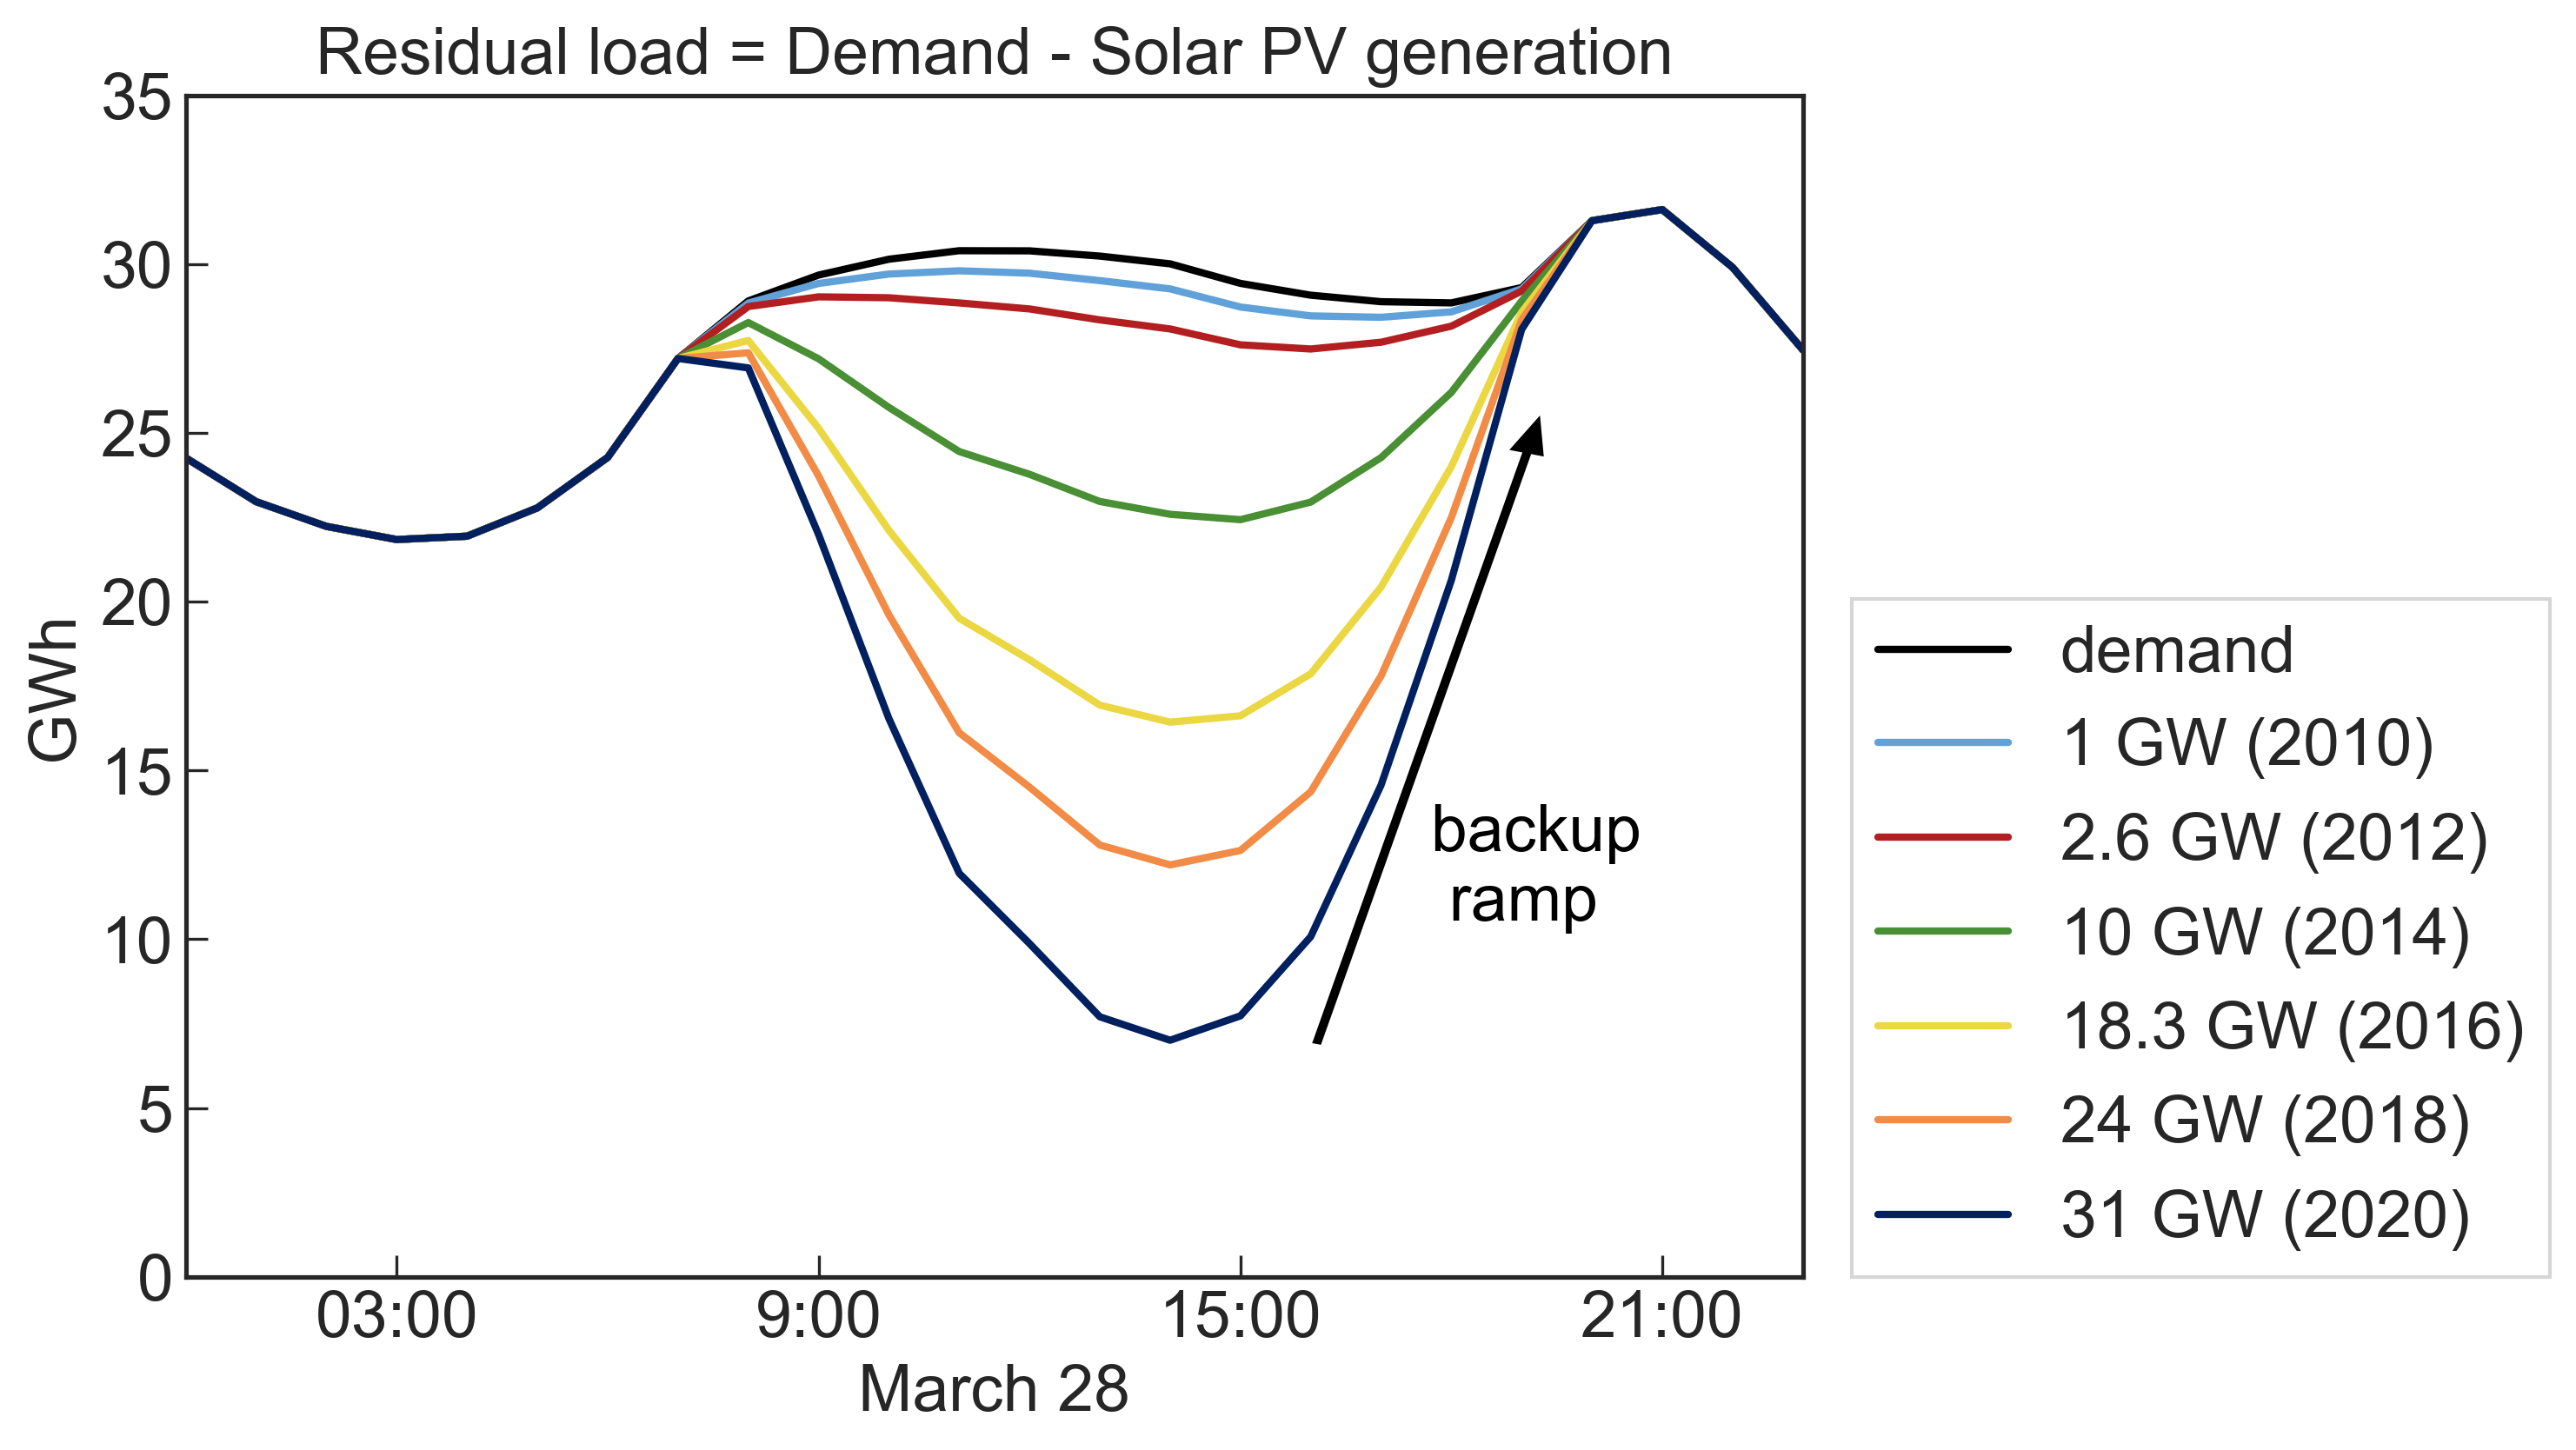 Residual load = Demand - Solar PV generation
35
30
25
20
15
10
5
0
GWh
03:00
9:00
15:00
21:00
March 28
backup
ramp
demand
1 GW (2010)
2.6 GW (2012)
10 GW (2014)
18.3 GW (2016)
24 GW (2018)
31 GW (2020)